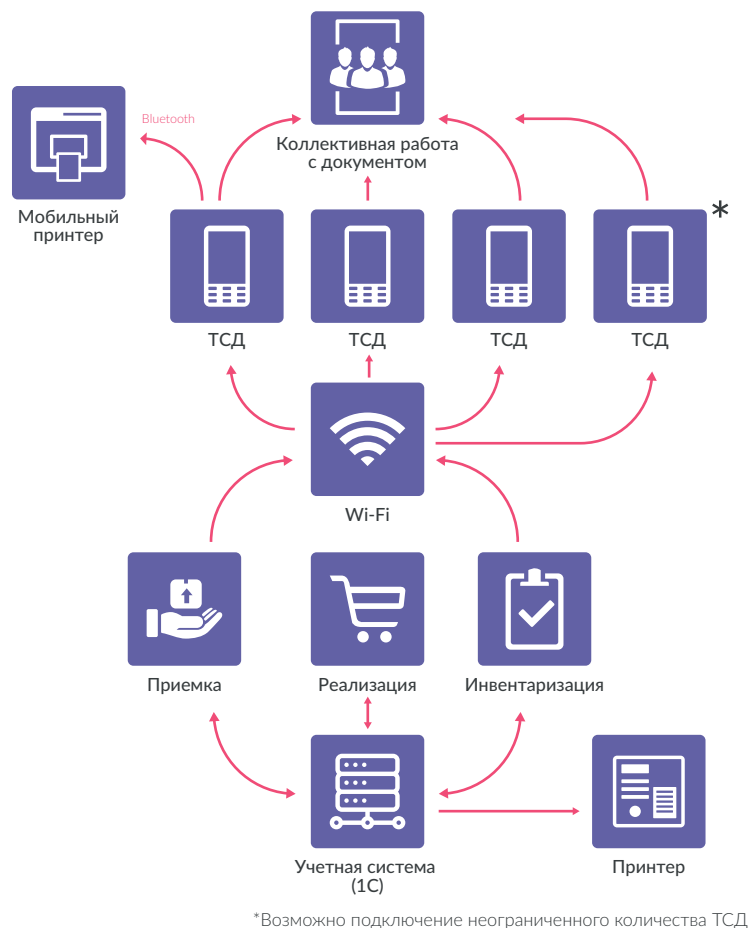 Bluetooth
Коллективная работа
с документом
Мобильный
принтер
*
ТСД
ТСД
ТСД
ТСД
Wi-Fi
Приемка
Реализация
Инвентаризация
Учетная система
(1С)
Принтер
*Возможно подключение неограниченного количества ТСД